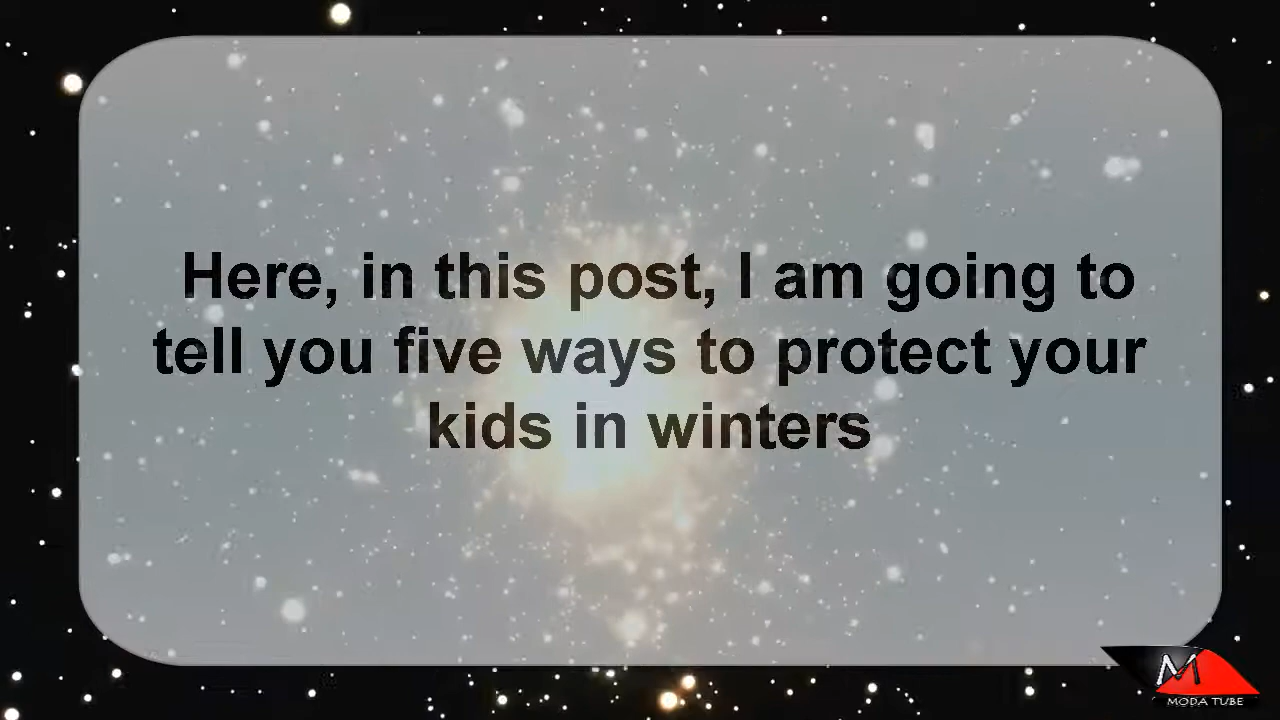 Here, in this post, I am going to
tell you five ways to protect your
kids in winters
M
MODA TUBE